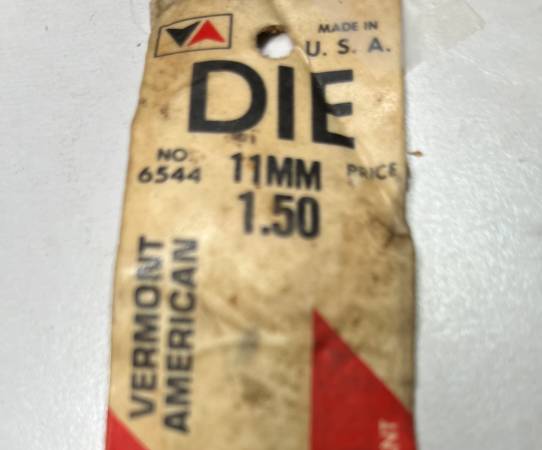 MADE IN
U. S. A.
DIE
NO.
6544
11MM
1.50
PRICE
VERMONT
AMERICAN